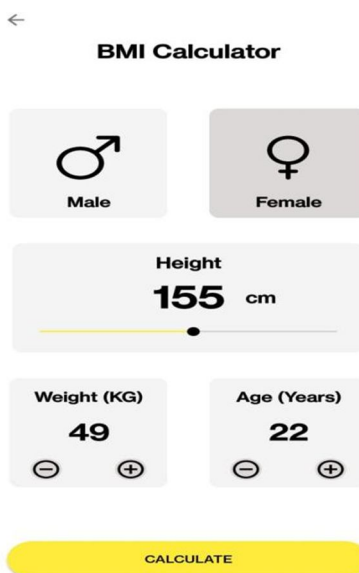 BMI Calculator
Male
Female
Height
155 cm
Weight (KG)
49
Age (Years)
22
CALCULATE